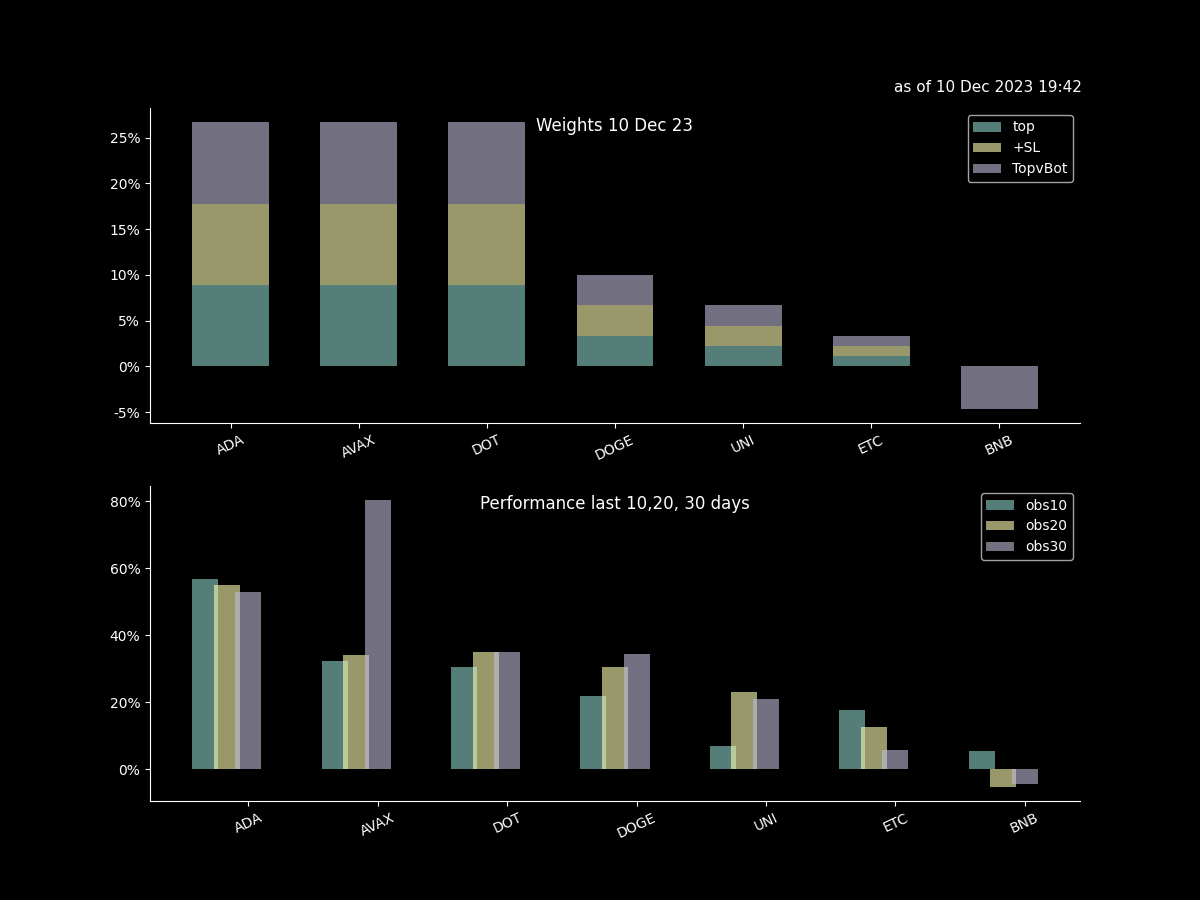 as of 10 Dec 2023 19:42
Weights 10 Dec 23
top
+SL
TopvBot
25%
20%
15%
10%
5%
0%
-5%
ADA AVAX DOT DOGE UNI ETC BNB
Performance last 10,20, 30 days
obs10
obs20
obs30
80%
60%
40%
20%
0%
ADA AVAX DOT DOGE UNI ETC BNB